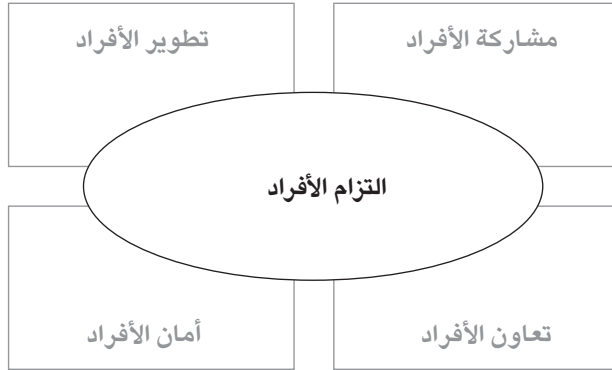 مشاركة الأفراد
تطوير الأفراد
التزام الأفراد
تعاون الأفراد
أمان الأفراد